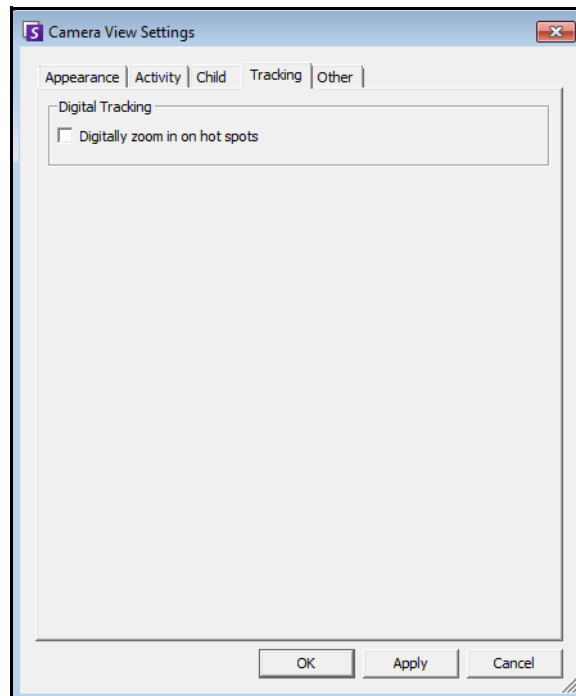 S Camera View Settings
Appearance Activity Child Tracking Other
Digital Tracking
Digitally zoom in on hot spots
OK Apply Cancel